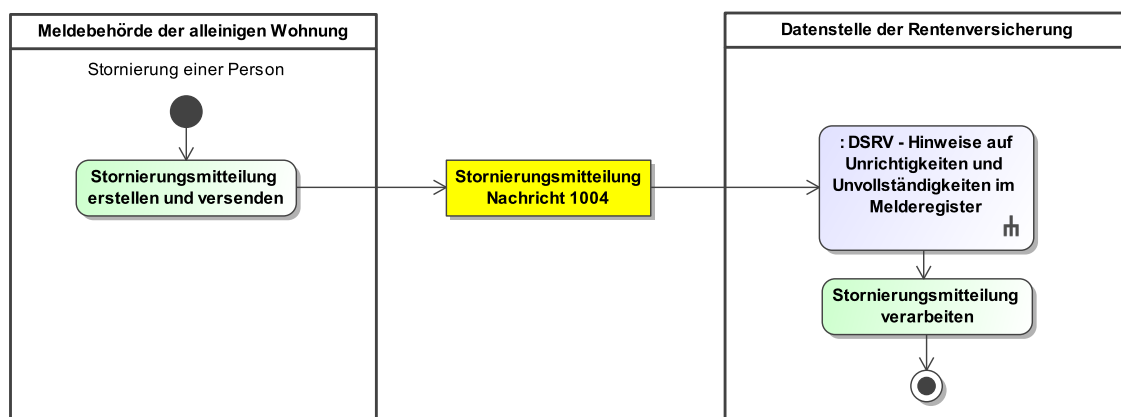 Meldebehörde der alleinigen Wohnung
Stornierung einer Person
Stornierungsmitteilung
erstellen und versenden
Stornierungsmitteilung
Nachricht 1004
Datenstelle der Rentenversicherung
: DSRV - Hinweise auf
Unrichtigkeiten und
Unvollständigkeiten im
Melderegister
Stornierungsmitteilung
verarbeiten